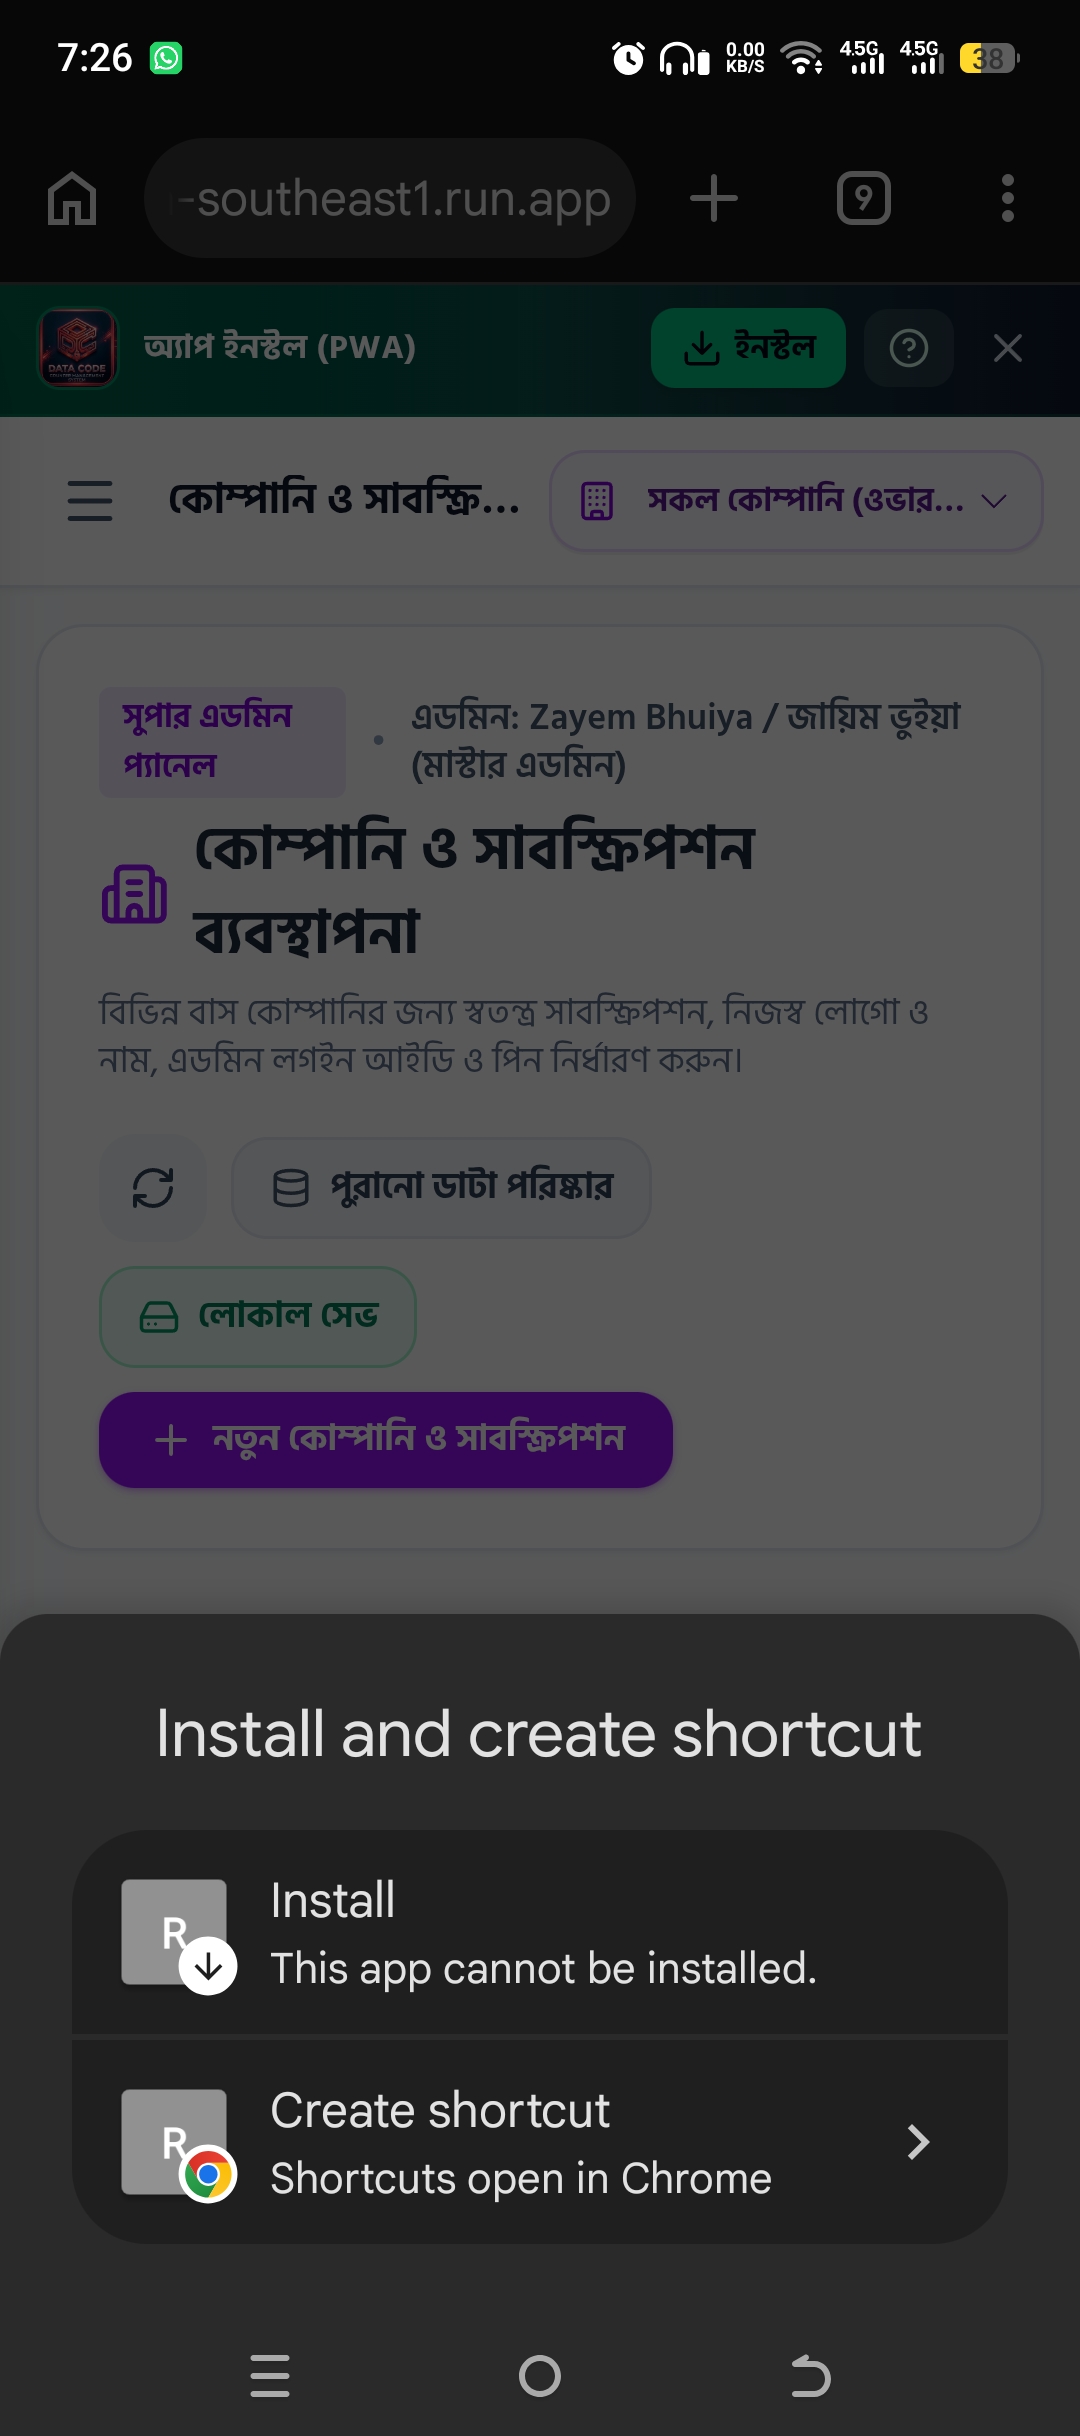 7:26
0.00
KB/S
4.5G
4.5G
38
-southeast1.run.app
9
DATA CODE
অ্যাপ ইনস্টল (PWA)
ইনস্টল
কোম্পানি ও সাবস্ক্রি...
সকল কোম্পানি (ওভার...
সুপার এডমিন
প্যানেল
•
এডমিন: Zayem Bhuiya / জায়িম ভুইয়া
(মাস্টার এডমিন)
কোম্পানি ও সাবস্ক্রিপশন
ব্যবস্থাপনা
বিভিন্ন বাস কোম্পানির জন্য স্বতন্ত্র সাবস্ক্রিপশন, নিজস্ব লোগো ও
নাম, এডমিন লগইন আইডি ও পিন নির্ধারণ করুন।
পুরানো ডাটা পরিষ্কার
লোকাল সেভ
নতুন কোম্পানি ও সাবস্ক্রিপশন
Install and create shortcut
R
Install
This app cannot be installed.
R
Create shortcut
Shortcuts open in Chrome